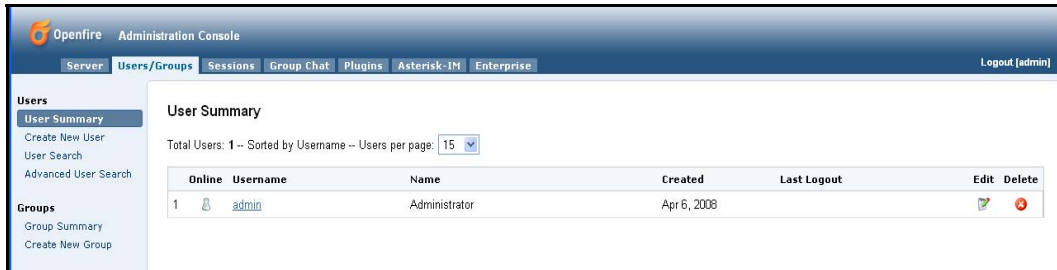 Openfire Administration Console
Server Users/Groups Sessions Group Chat Plugins Asterisk-IM Enterprise Logout [admin]
Users
User Summary
Create New User
User Search
Advanced User Search
Groups
Group Summary
Create New Group
User Summary
Total Users: 1 -- Sorted by Username -- Users per page: 15
Online Username Name Created Last Logout Edit Delete
1 admin Administrator Apr 6, 2008